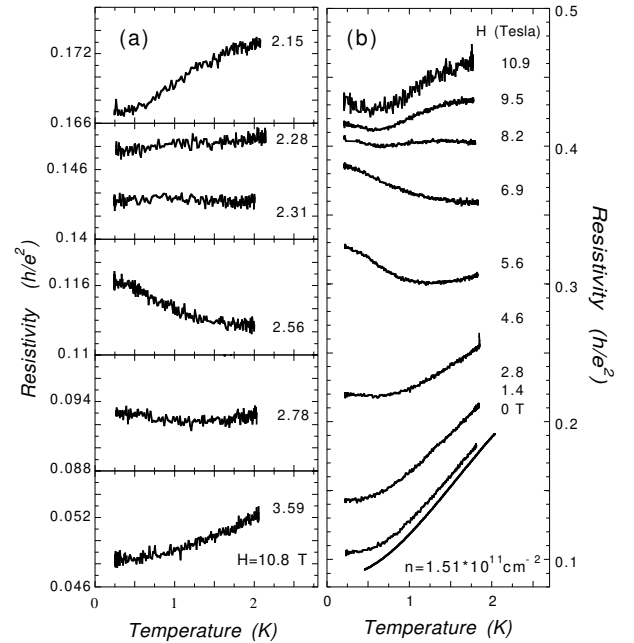 (a)
0.172
2.15
0.166
2.28
0.146
2.31
0.14
0.116
2.56
0.11
0.094
2.78
0.088
3.59
0.052
H=10.8 T
0.046
0 1 2
Temperature (K)
Resistivity (h/e²)
(b)
H (Tesla)
0.5
10.9
9.5
8.2
0.4
6.9
5.6
0.3
4.6
2.8
1.4
0 T
0.2
n=1.51*10¹¹cm⁻²
0.1
0 1 2
Temperature (K)
Resistivity (h/e²)